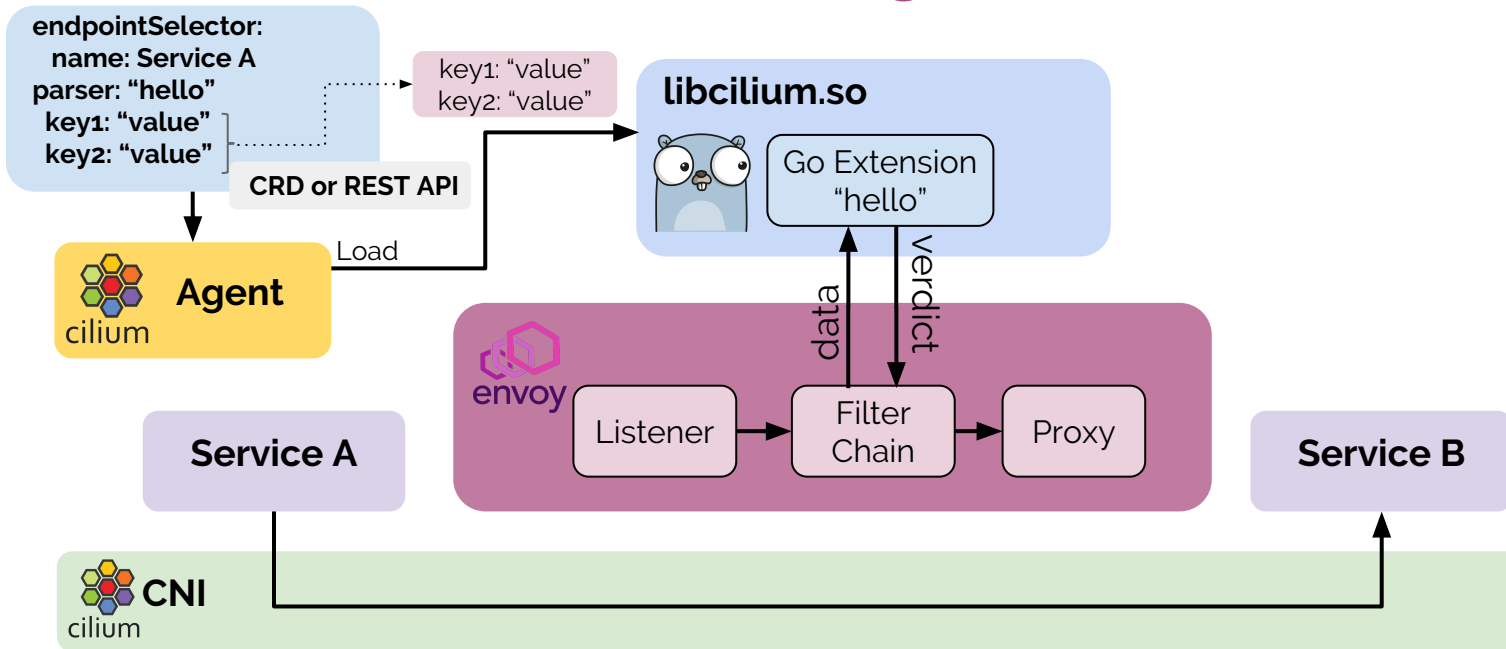 endpointSelector:
name: Service A
parser: “hello”
key1: “value”
key2: “value”
CRD or REST API
key1: “value”
key2: “value”
libcilium.so
Go Extension
“hello”
Load
Agent
cilium
data
verdict
envoy
Listener
Filter
Chain
Proxy
Service A
Service B
CNI
cilium